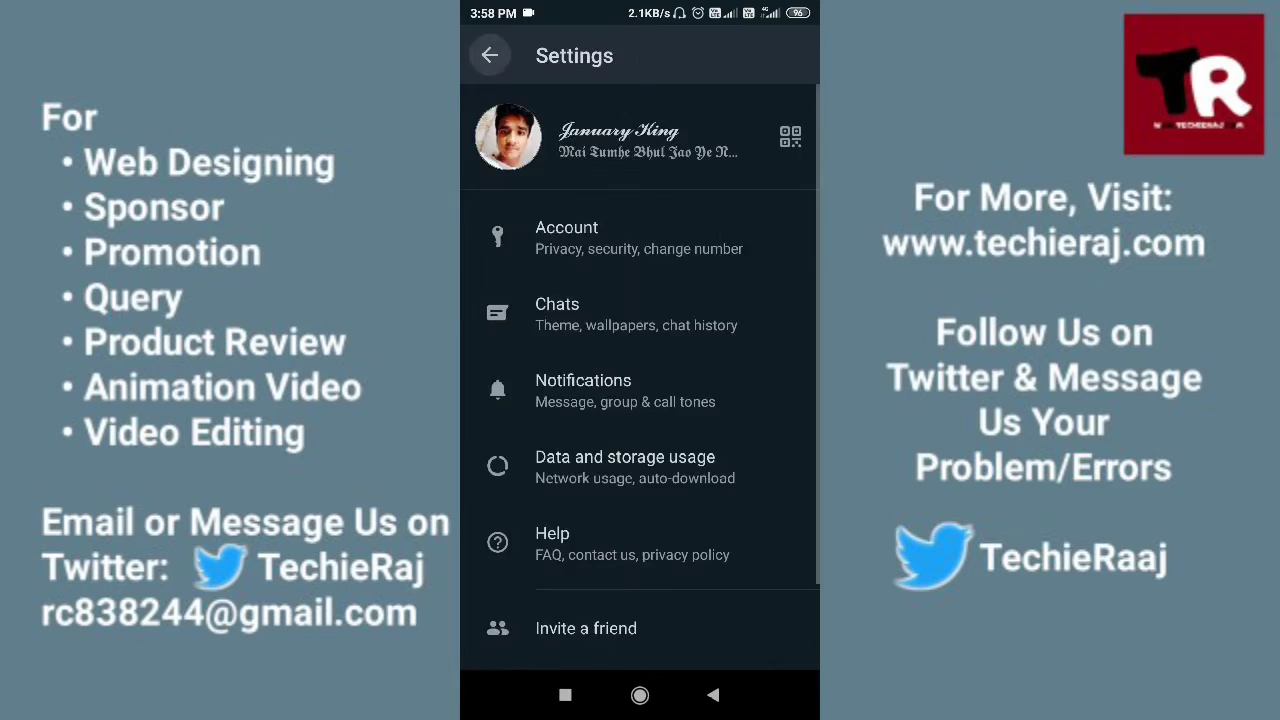 For
• Web Designing
• Sponsor
• Promotion
• Query
• Product Review
• Animation Video
• Video Editing
Email or Message Us on
Twitter: TechieRaj
rc838244@gmail.com
3:58 PM
2.1KB/s
4G
96
Settings
January King
Mai Tumhe Bhul Jao Ye N...
Account
Privacy, security, change number
Chats
Theme, wallpapers, chat history
Notifications
Message, group & call tones
Data and storage usage
Network usage, auto-download
Help
FAQ, contact us, privacy policy
Invite a friend
TR
For More, Visit:
www.techieraj.com
Follow Us on
Twitter & Message
Us Your
Problem/Errors
TechieRaaj